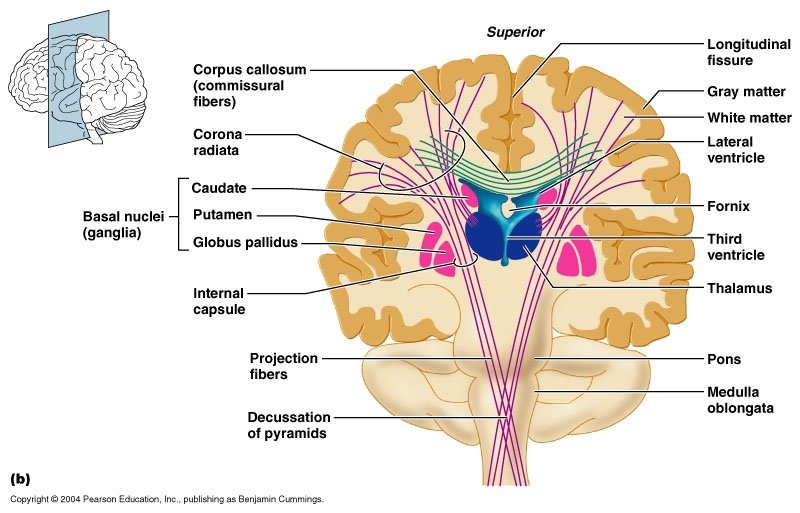 Superior
Longitudinal
fissure
Corpus callosum
(commissural
fibers)
Gray matter
White matter
Corona
radiata
Lateral
ventricle
Caudate
Fornix
Basal nuclei
(ganglia)
Putamen
Globus pallidus
Third
ventricle
Internal
capsule
Thalamus
Projection
fibers
Pons
Medulla
oblongata
Decussation
of pyramids
(b)
Copyright © 2004 Pearson Education, Inc., publishing as Benjamin Cummings.